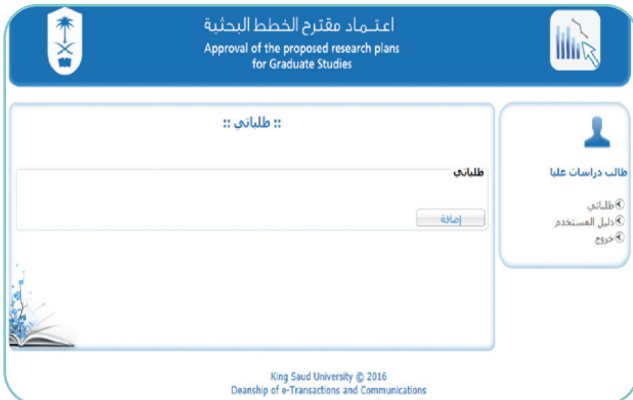 اعتـماد مقترح الخطط البحثية
Approval of the proposed research plans
for Graduate Studies
طالب دراسات عليا
طلباتي
دليل المستخدم
خروج
:: طلباتي ::
طلباتي
إضافة
King Saud University © 2016
Deanship of e-Transactions and Communications